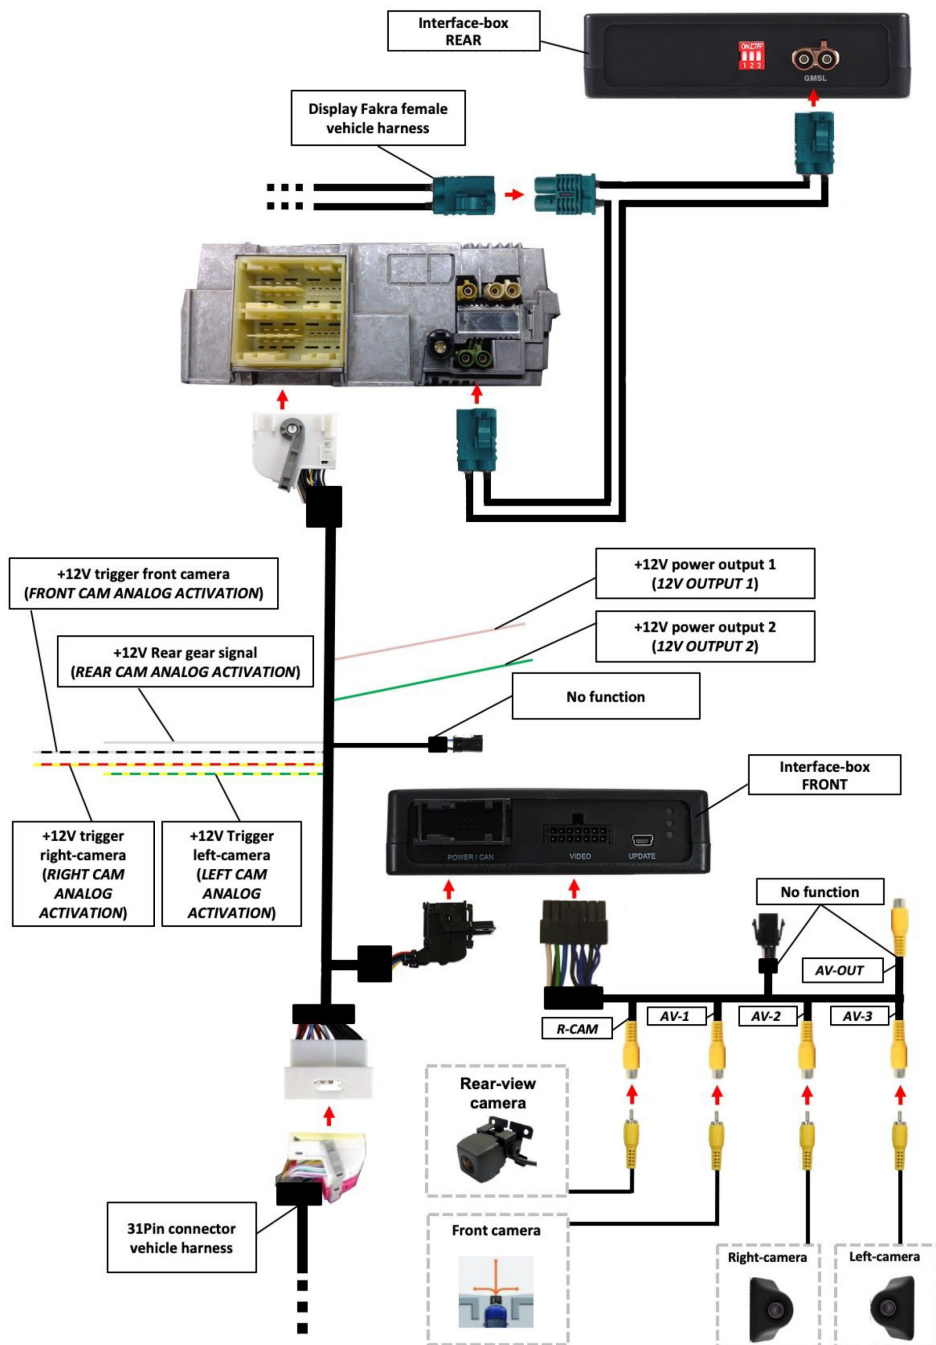 Interface-box
REAR
ON
1 2 3
GMSL
Display Fakra female
vehicle harness
+12V trigger front camera
(FRONT CAM ANALOG ACTIVATION)
+12V power output 1
(12V OUTPUT 1)
+12V Rear gear signal
(REAR CAM ANALOG ACTIVATION)
+12V power output 2
(12V OUTPUT 2)
No function
Interface-box
FRONT
+12V trigger
right-camera
(RIGHT CAM
ANALOG
ACTIVATION)
+12V Trigger
left-camera
(LEFT CAM
ANALOG
ACTIVATION)
POWER / CAN
VIDEO
UPDATE
No function
AV-OUT
R-CAM
AV-1
AV-2
AV-3
Rear-view
camera
31Pin connector
vehicle harness
Front camera
Right-camera
Left-camera